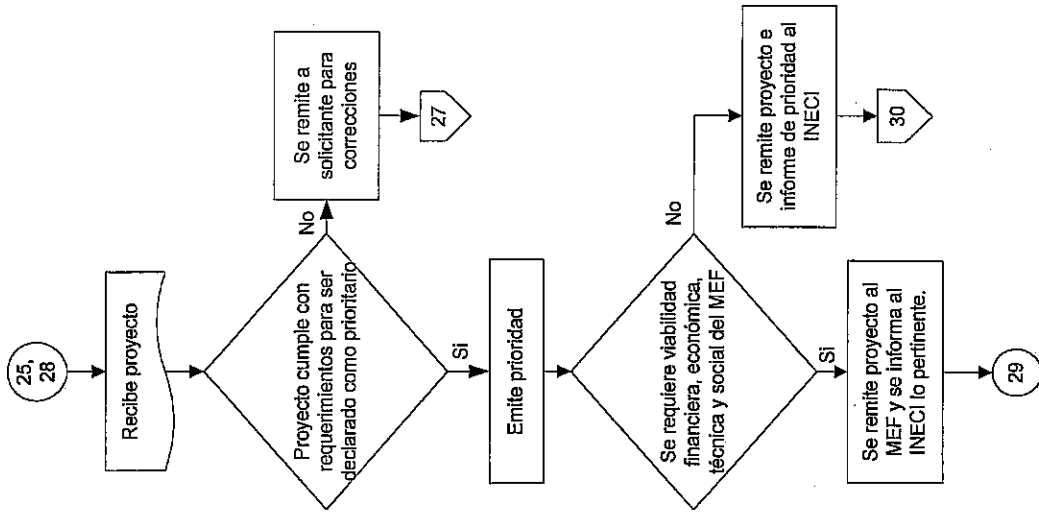 25,
28
Recibe proyecto
Proyecto cumple con
requerimientos para ser
declarado como prioritario
No
Se remite a
solicitante para
correcciones
27
Si
Emite prioridad
Se requiere viabilidad
financiera, económica,
técnica y social del MEF
No
Se remite proyecto e
informe de prioridad al
INECI
30
Si
Se remite proyecto al
MEF y se informa al
INECI lo pertinente.
29